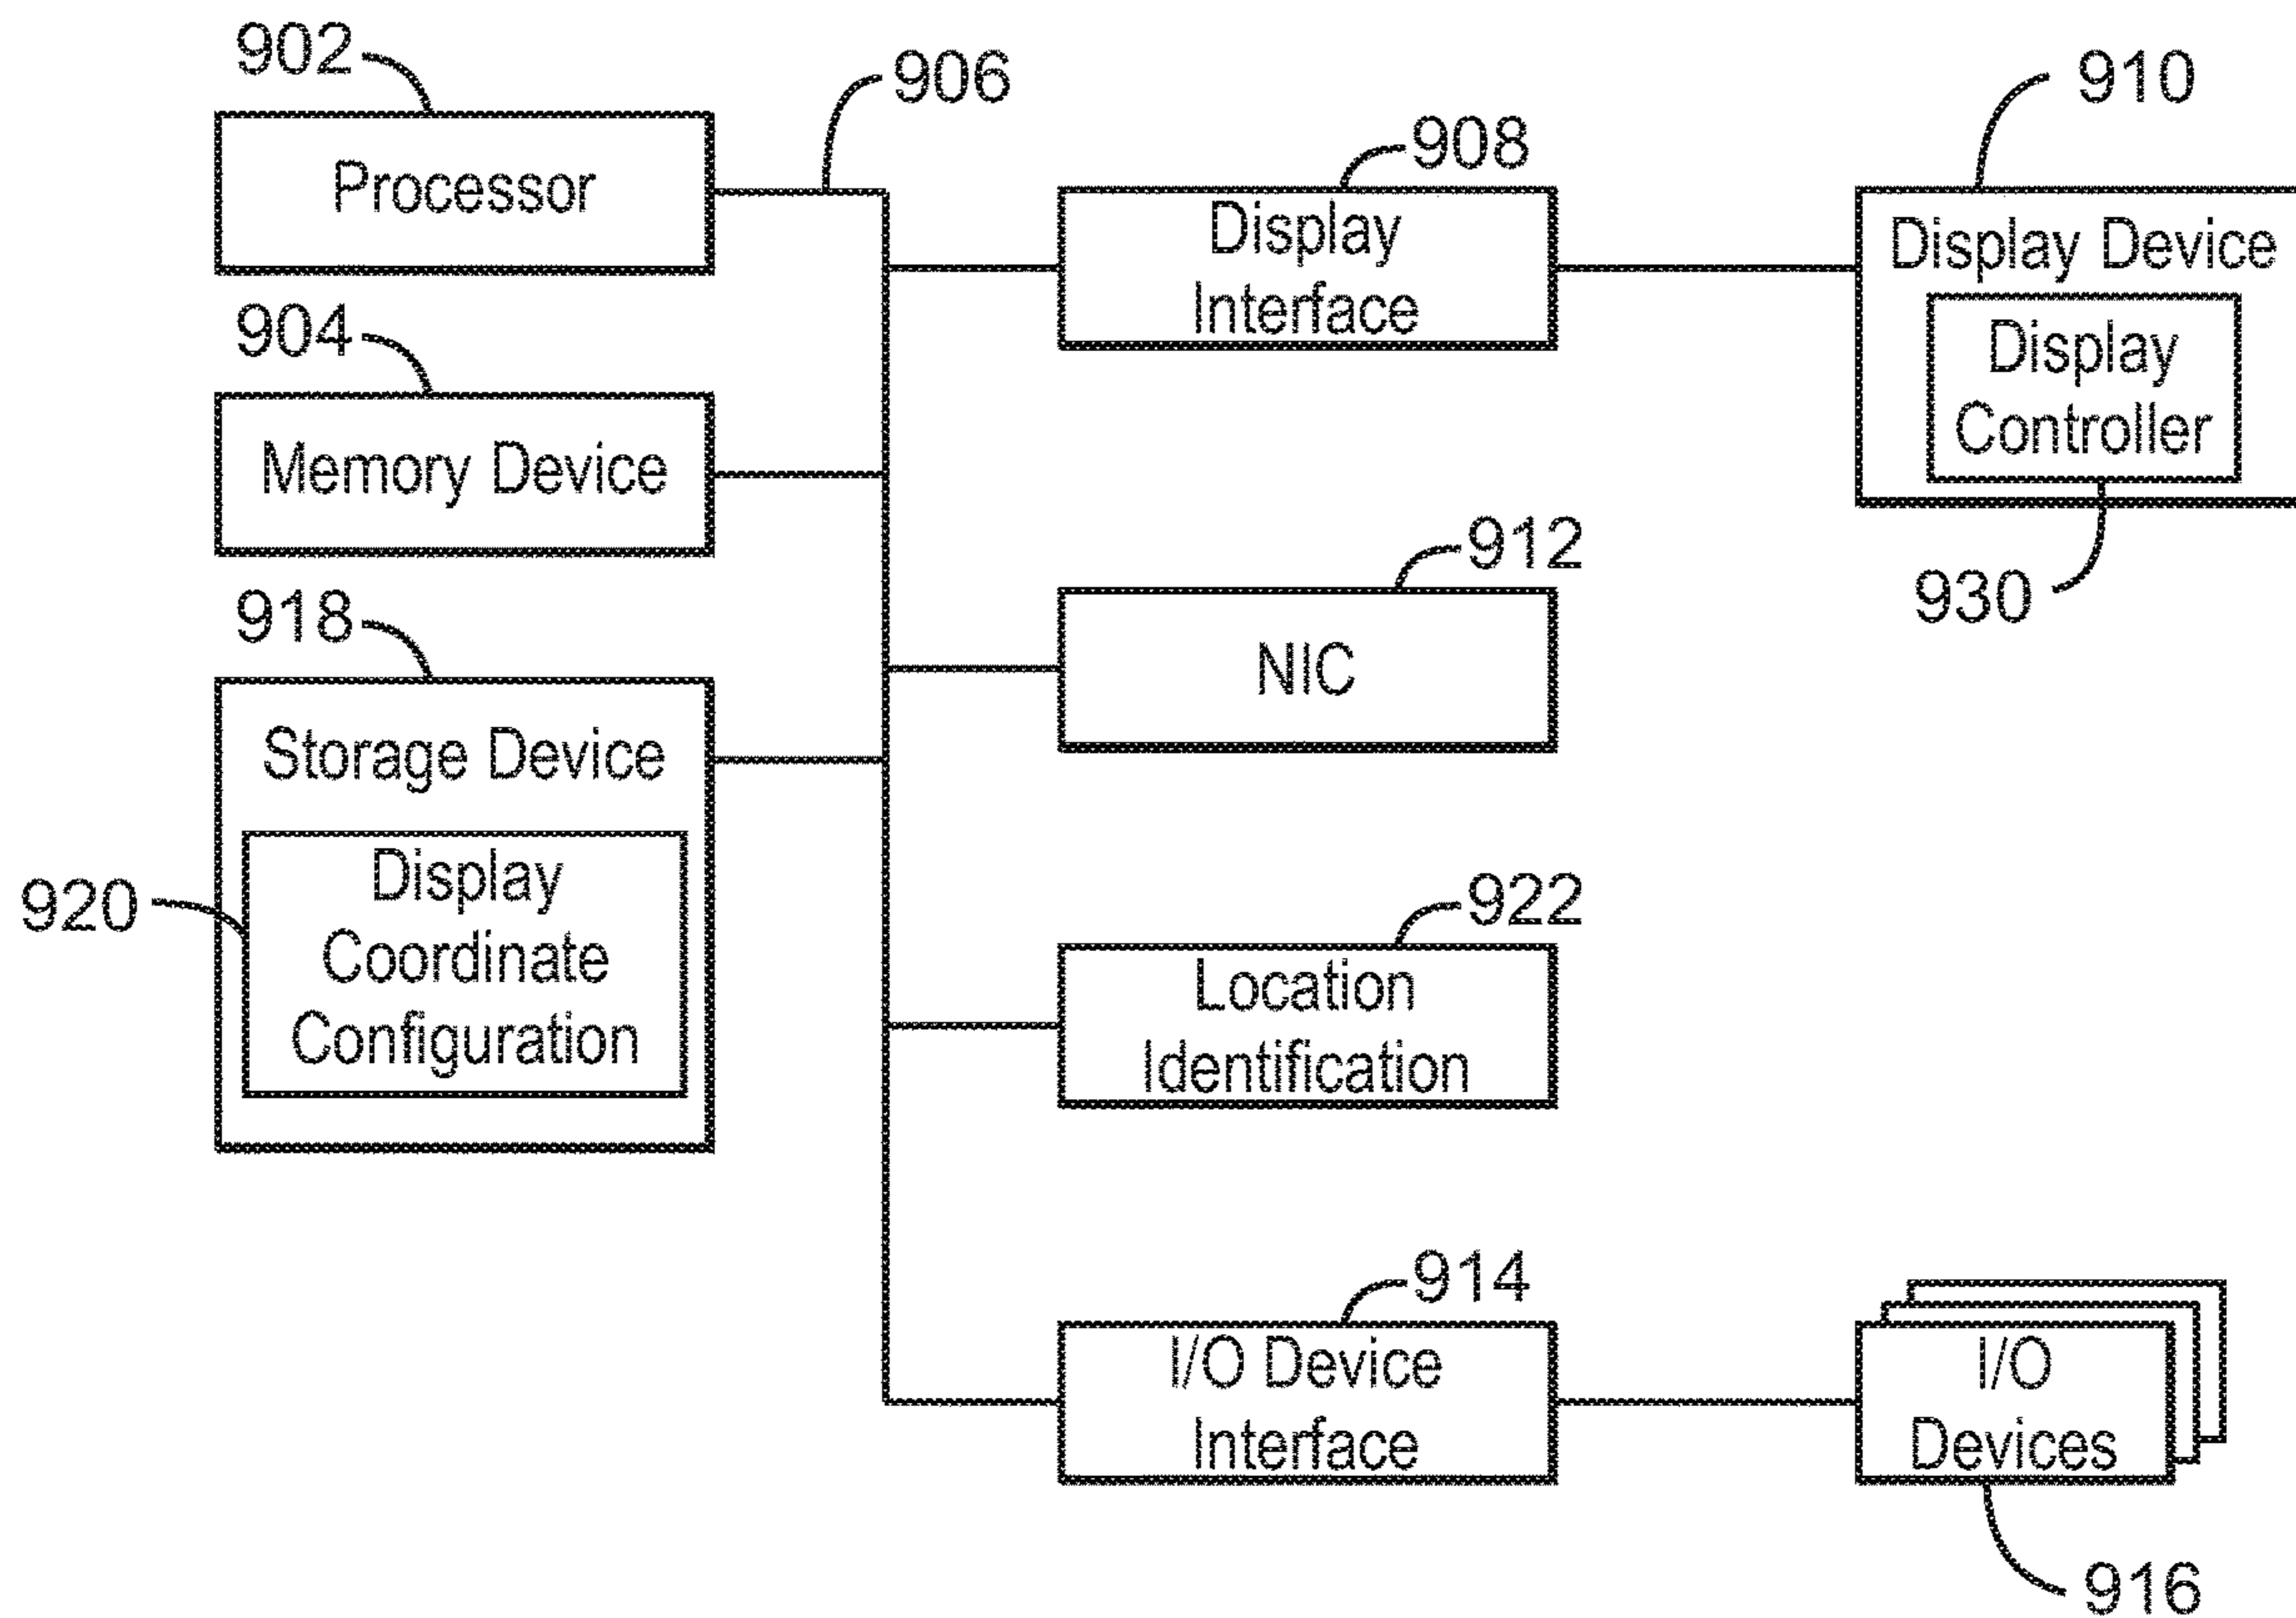 902
Processor
906
904
Memory Device
918
Storage Device
920
Display
Coordinate
Configuration
908
Display
Interface
910
Display Device
Display
Controller
930
912
NIC
922
Location
Identification
914
I/O Device
Interface
I/O
Devices
916